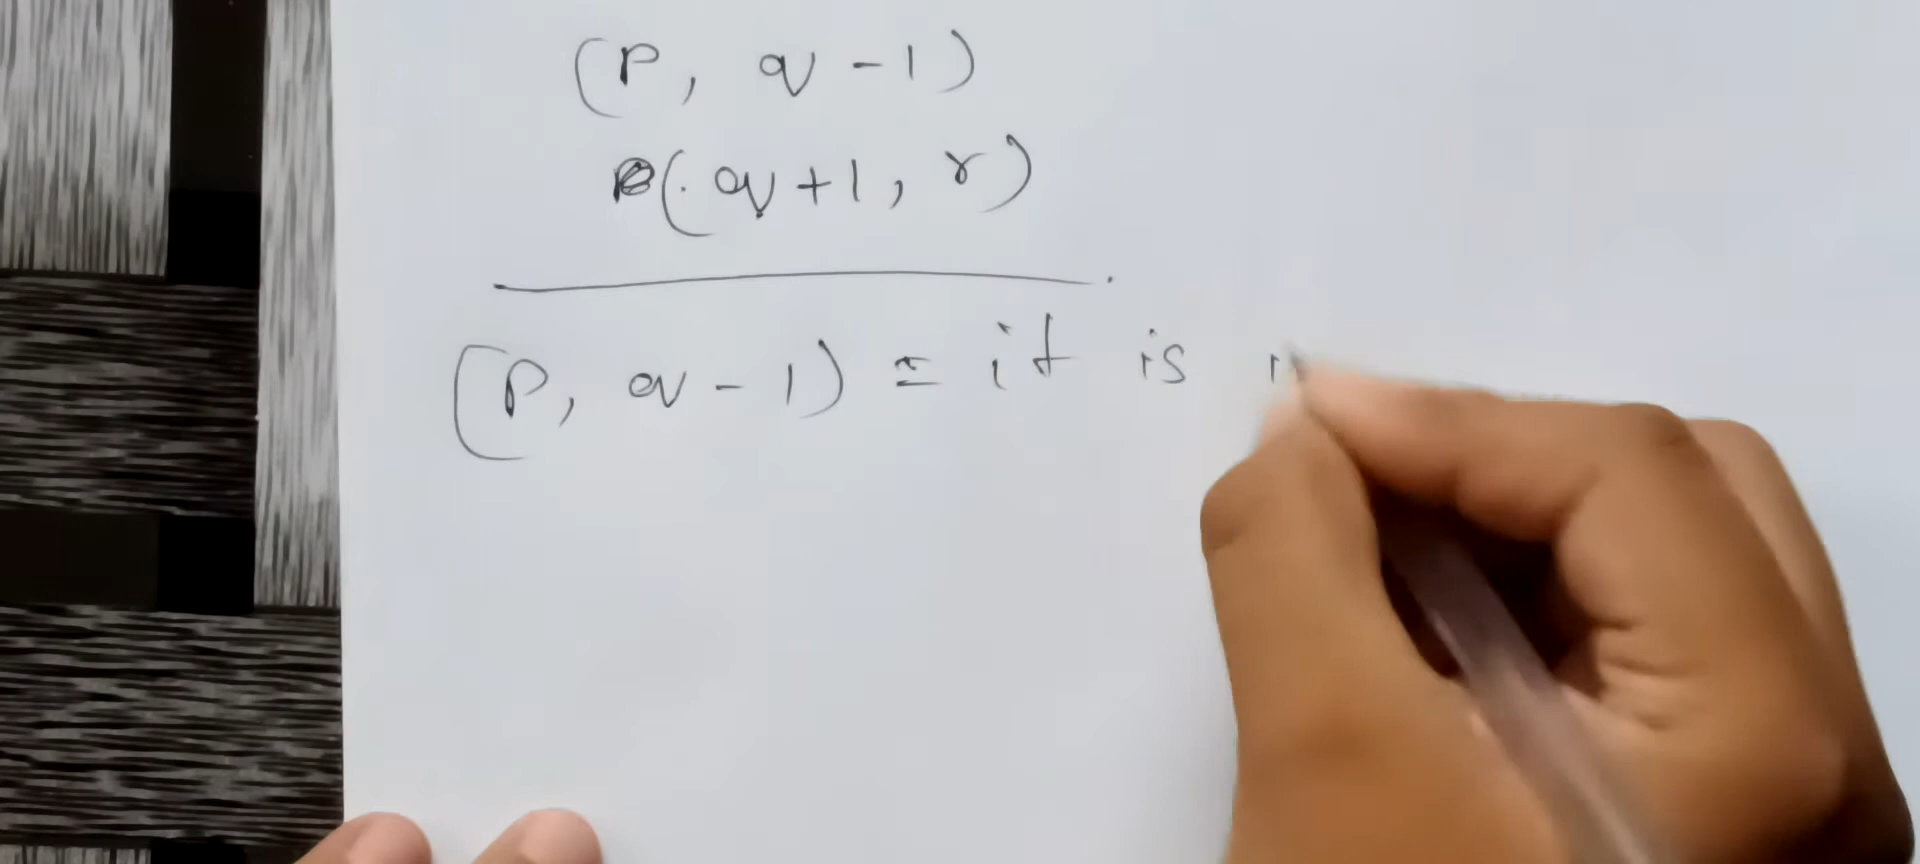 (P, q - 1)
(. q + 1, r)
(P, q - 1) = it is